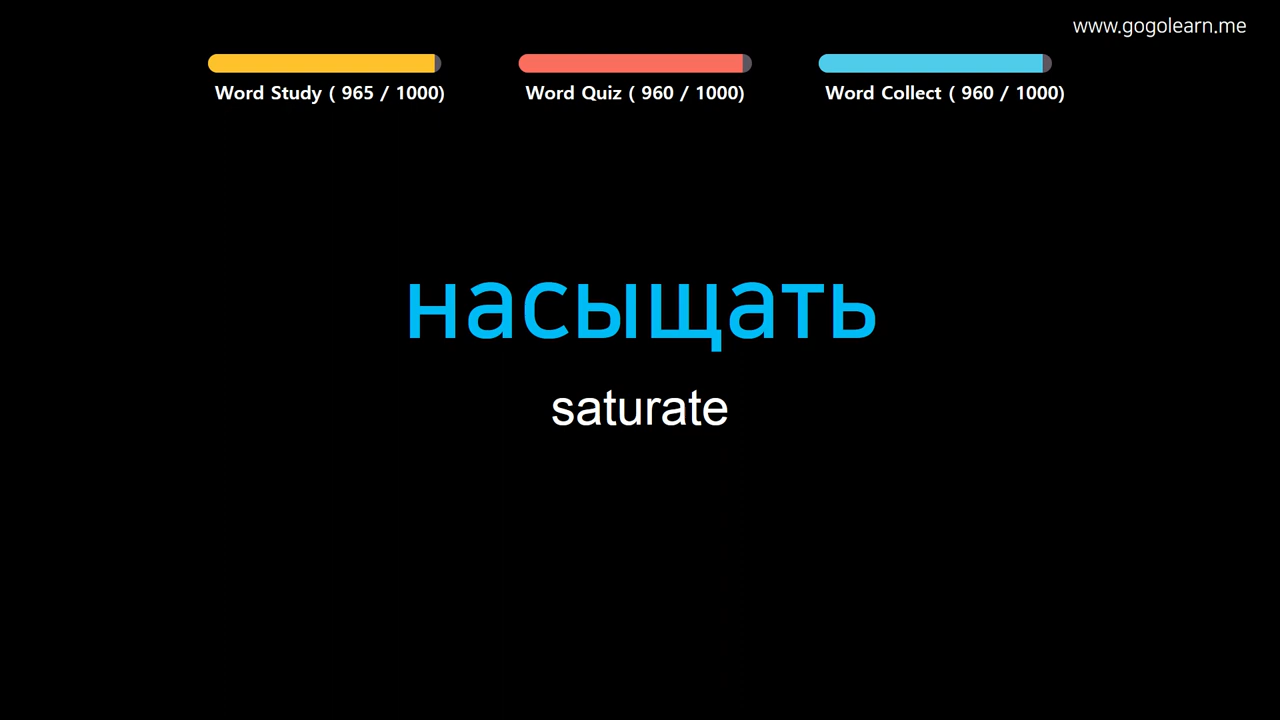 www.gogolearn.me
Word Study ( 965 / 1000)
Word Quiz ( 960 / 1000)
Word Collect ( 960 / 1000)
насыщать
saturate